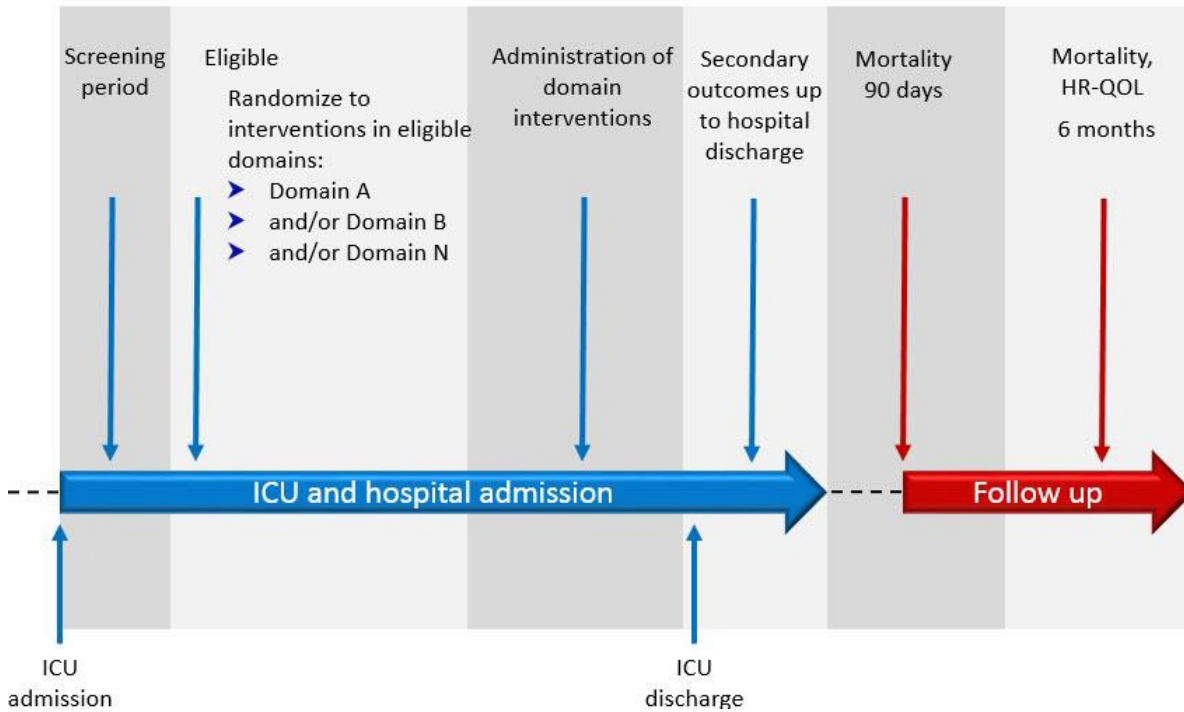 Screening
period
Eligible
Randomize to
interventions in eligible
domains:
Domain A
and/or Domain B
and/or Domain N
Administration of
domain
interventions
Secondary
outcomes up
to hospital
discharge
Mortality
90 days
Mortality,
HR-QOL
6 months
ICU and hospital admission
Follow up
ICU
admission
ICU
discharge